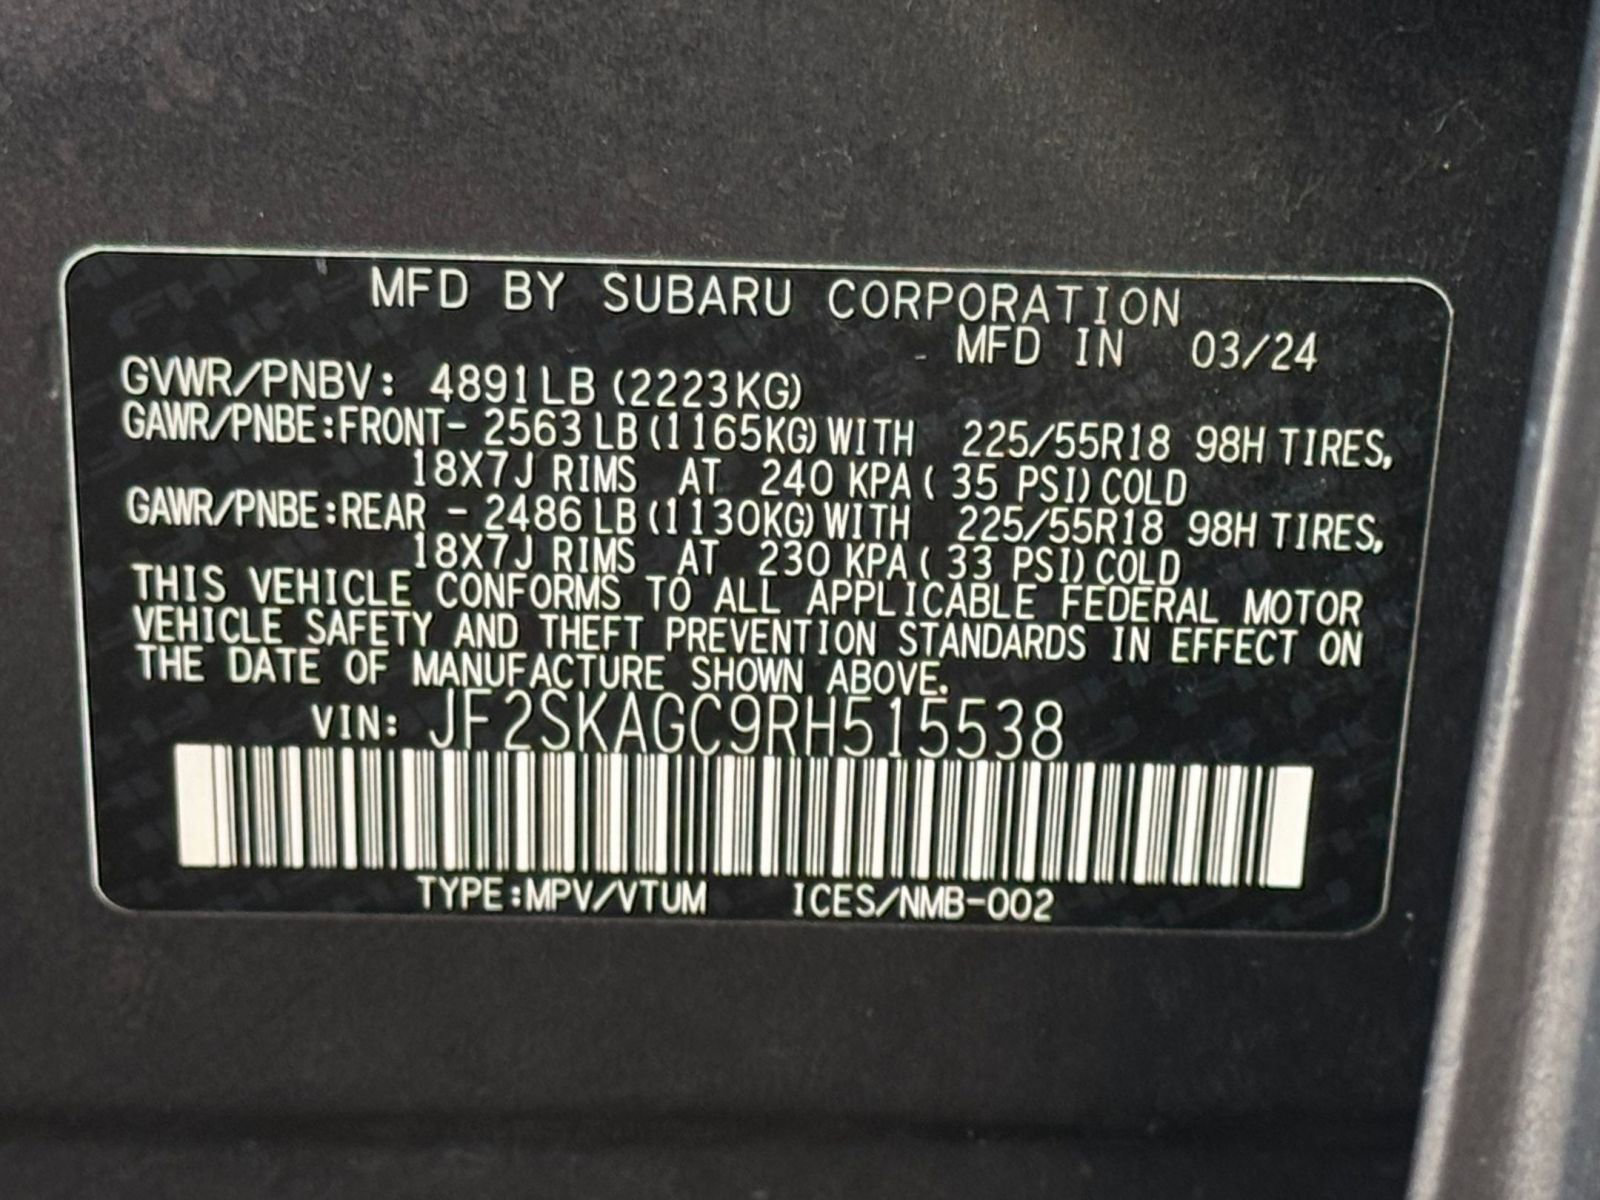 MFD BY SUBARU CORPORATION
MFD IN 03/24
GVWR/PNBV: 4891LB (2223KG)
GAWR/PNBE:FRONT- 2563 LB (1165KG) WITH 225/55R18 98H TIRES,
18X7J RIMS AT 240 KPA ( 35 PSI) COLD
GAWR/PNBE:REAR - 2486 LB (1130KG) WITH 225/55R18 98H TIRES,
18X7J RIMS AT 230 KPA ( 33 PSI) COLD
THIS VEHICLE CONFORMS TO ALL APPLICABLE FEDERAL MOTOR
VEHICLE SAFETY AND THEFT PREVENTION STANDARDS IN EFFECT ON
THE DATE OF MANUFACTURE SHOWN ABOVE.
VIN: JF2SKAGC9RH515538
TYPE:MPV/VTUM ICES/NMB-002